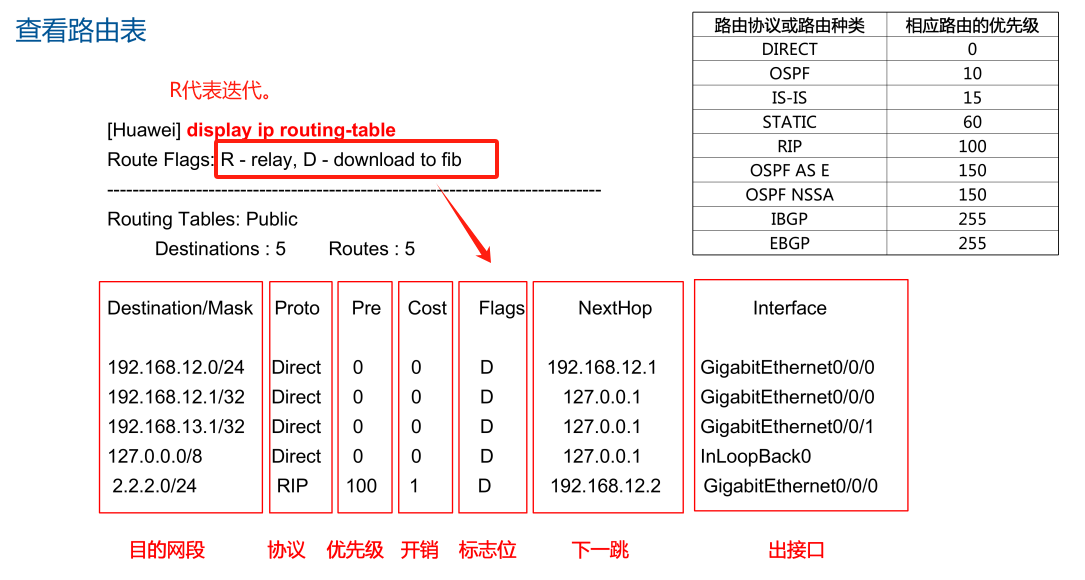 查看路由表
路由协议或路由种类 相应路由的优先级
DIRECT 0
OSPF 10
IS-IS 15
STATIC 60
RIP 100
OSPF AS E 150
OSPF NSSA 150
IBGP 255
EBGP 255
R代表迭代。
[Huawei] display ip routing-table
Route Flags: R - relay, D - download to fib
------------------------------------------------------------------------------
Routing Tables: Public
Destinations : 5 Routes : 5
Destination/Mask Proto Pre Cost Flags NextHop Interface
192.168.12.0/24 Direct 0 0 D 192.168.12.1 GigabitEthernet0/0/0
192.168.12.1/32 Direct 0 0 D 127.0.0.1 GigabitEthernet0/0/0
192.168.13.1/32 Direct 0 0 D 127.0.0.1 GigabitEthernet0/0/1
127.0.0.0/8 Direct 0 0 D 127.0.0.1 InLoopBack0
2.2.2.0/24 RIP 100 1 D 192.168.12.2 GigabitEthernet0/0/0
目的网段 协议 优先级 开销 标志位 下一跳 出接口